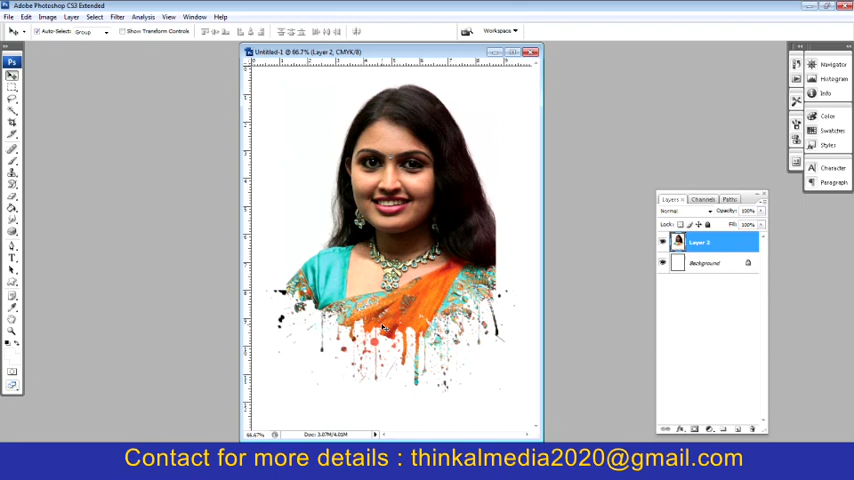 Adobe Photoshop CS3 Extended
File Edit Image Layer Select Filter Analysis View Window Help
Auto-Select: Group Show Transform Controls Workspace
Untitled-1 @ 66.7% (Layer 2, CMYK/8)
Ps
Navigator
Histogram
Info
Color
Swatches
Styles
Character
Paragraph
Layers Channels Paths
Normal Opacity: 100%
Lock: Fill: 100%
Layer 2
Background
66.67% Doc: 3.07M/4.01M
Contact for more details : thinkalmedia2020@gmail.com